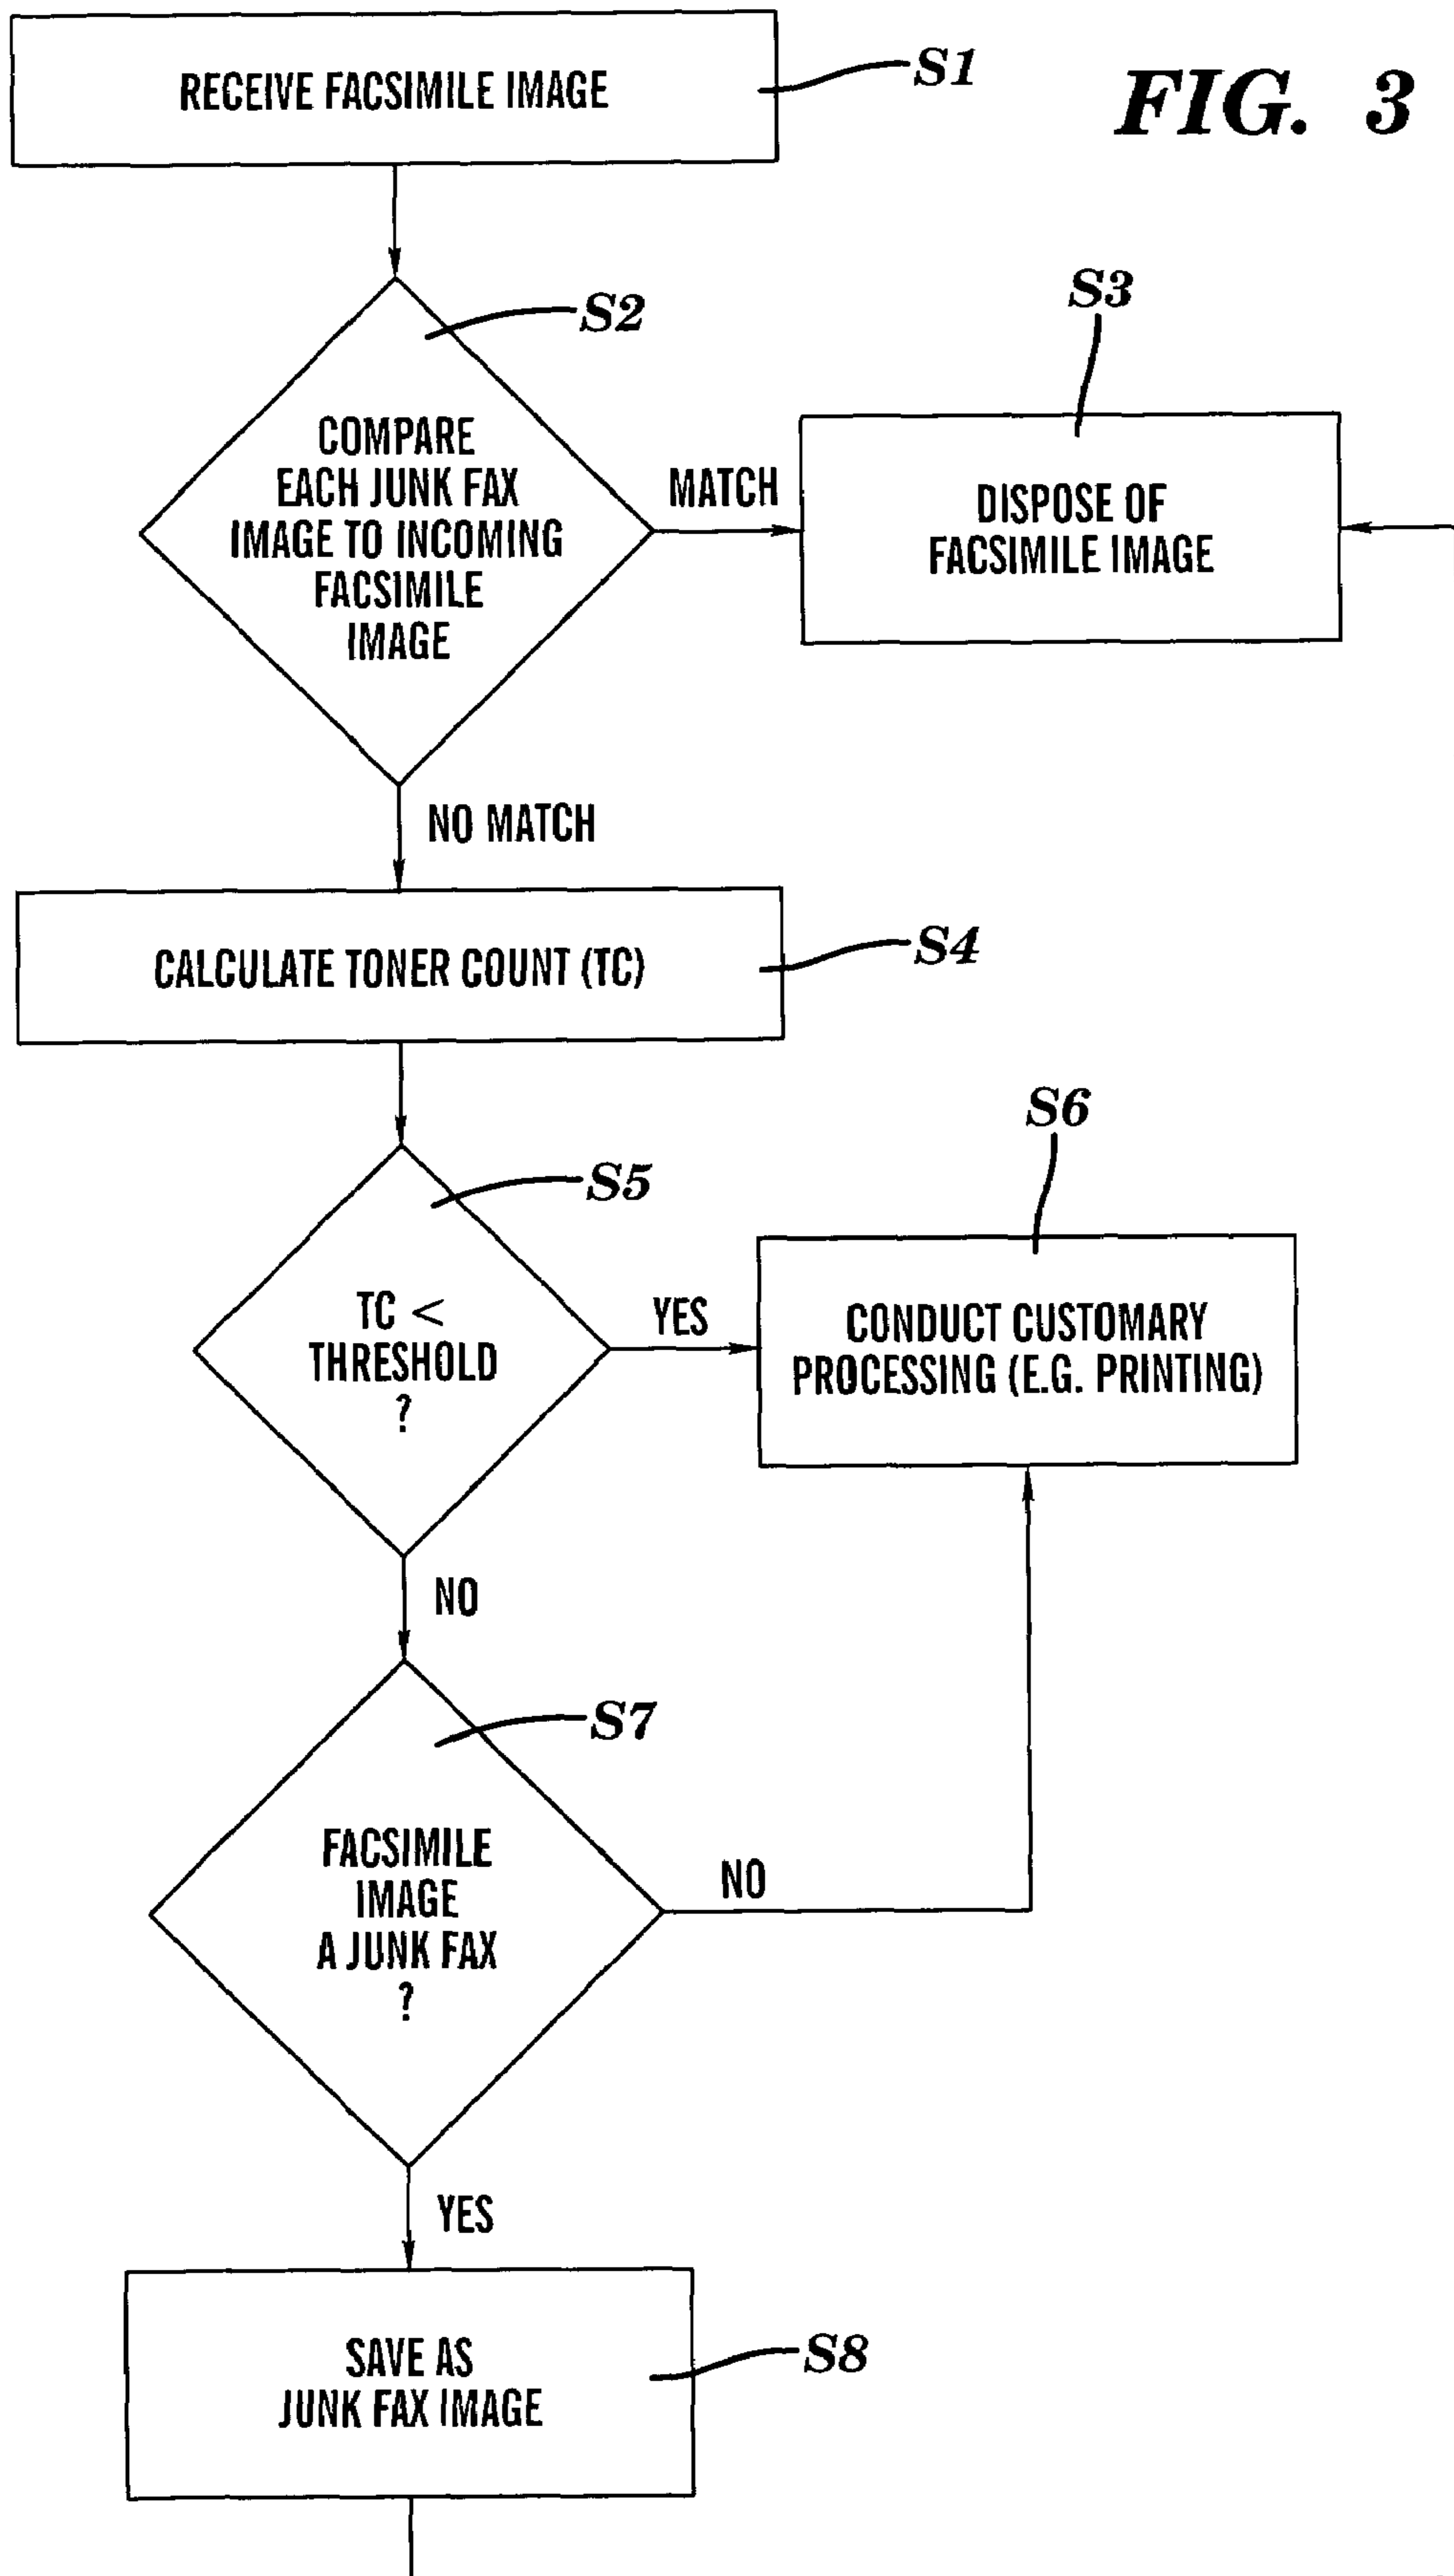 FIG. 3
RECEIVE FACSIMILE IMAGE
S1
S2
COMPARE
EACH JUNK FAX
IMAGE TO INCOMING
FACSIMILE
IMAGE
MATCH
S3
DISPOSE OF
FACSIMILE IMAGE
NO MATCH
CALCULATE TONER COUNT (TC)
S4
S5
TC <
THRESHOLD
?
YES
S6
CONDUCT CUSTOMARY
PROCESSING (E.G. PRINTING)
NO
S7
FACSIMILE
IMAGE
A JUNK FAX
?
NO
YES
SAVE AS
JUNK FAX IMAGE
S8